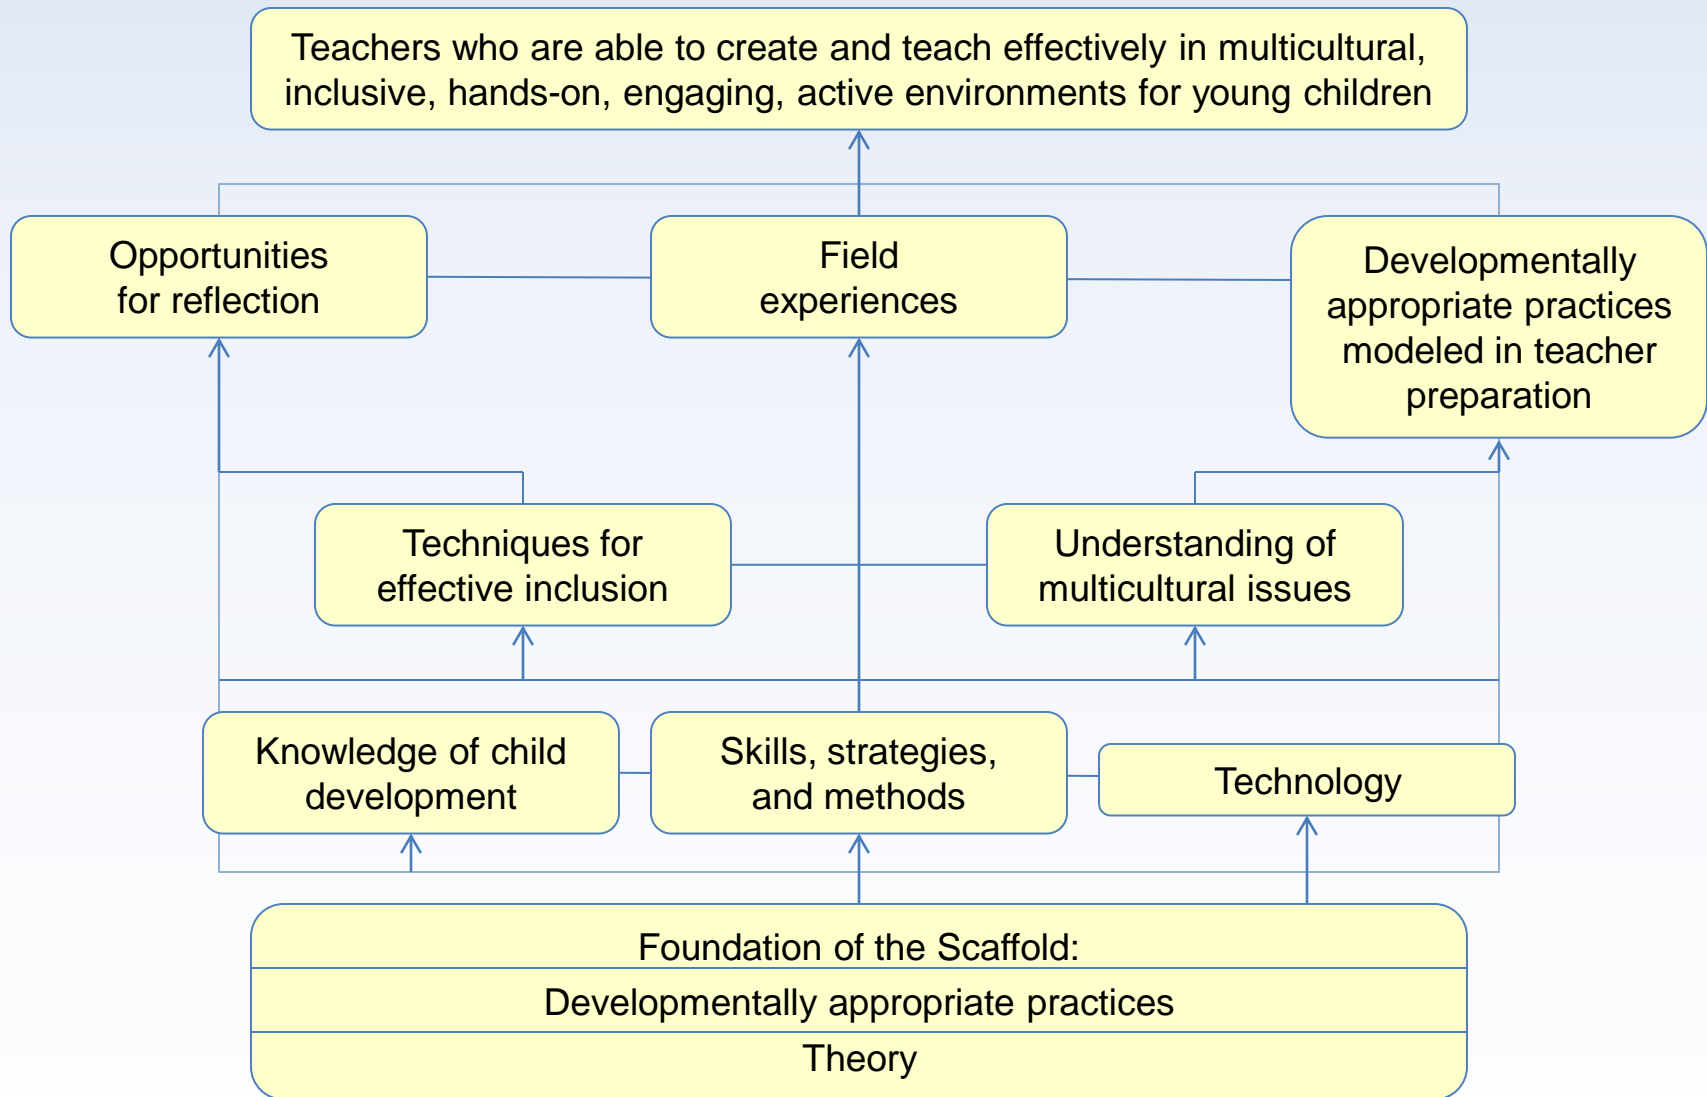 Teachers who are able to create and teach effectively in multicultural,
inclusive, hands-on, engaging, active environments for young children
Opportunities
for reflection
Field
experiences
Developmentally
appropriate practices
modeled in teacher
preparation
Techniques for
effective inclusion
Understanding of
multicultural issues
Knowledge of child
development
Skills, strategies,
and methods
Technology
Foundation of the Scaffold:
Developmentally appropriate practices
Theory